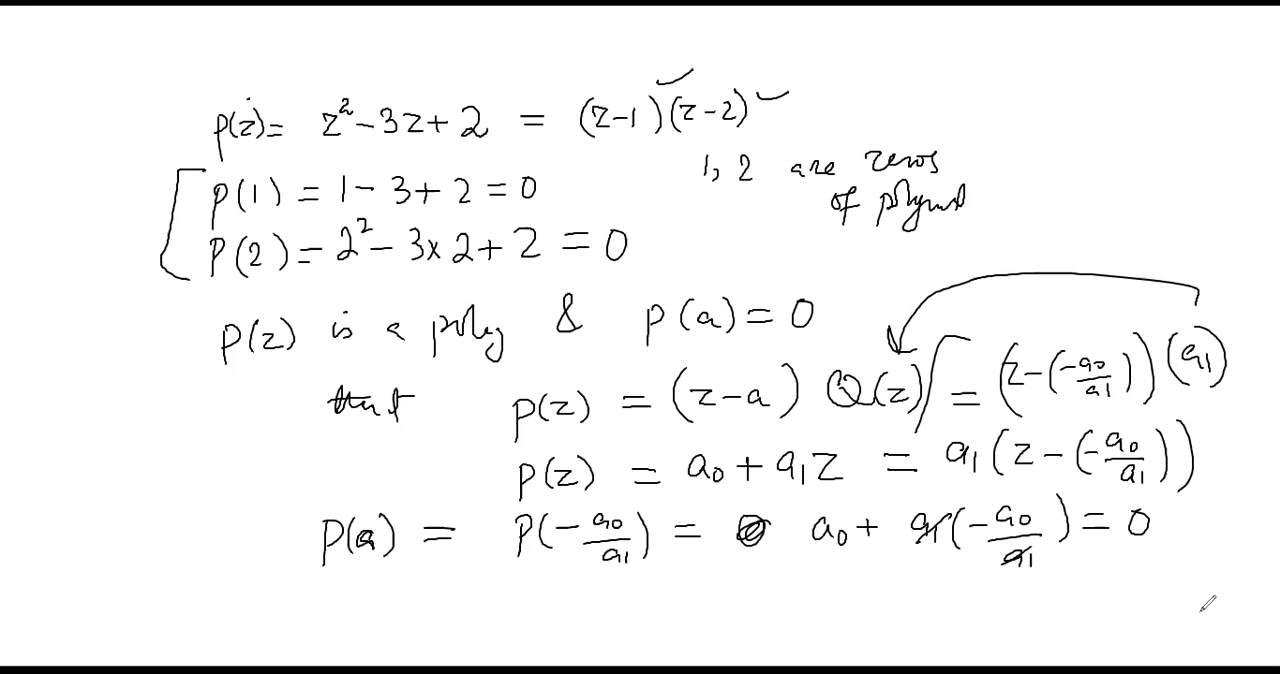 p(z) = z² - 3z + 2 = (z-1)(z-2)
1, 2 are zeros
of
p(1) = 1 - 3 + 2 = 0
p(2) = 2² - 3x2 + 2 = 0
p(z) is a poly & p(a) = 0
p(z) = (z-a) Q(z) = (z-(-a₀/a₁))(a₁)
p(z) = a₀ + a₁z = a₁(z-(-a₀/a₁))
p(a) = p(-a₀/a₁) = a₀ + a₁(-a₀/a₁) = 0